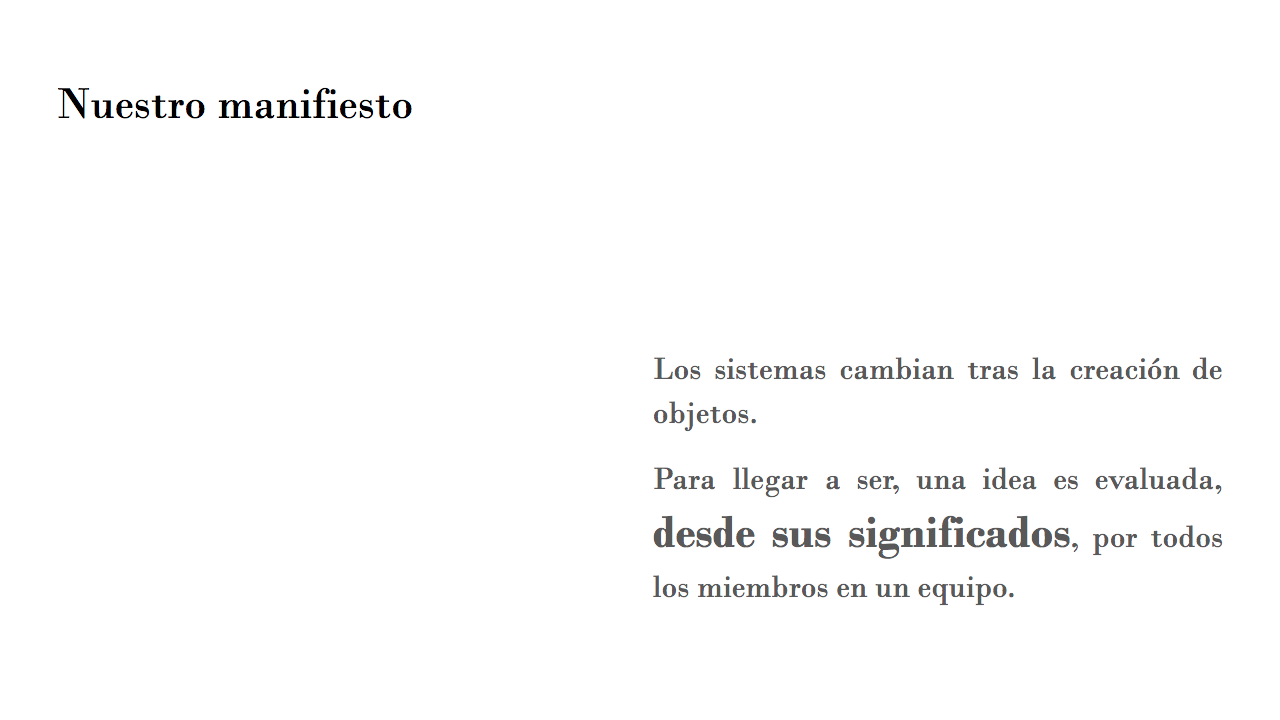 Nuestro manifiesto
Los sistemas cambian tras la creación de
objetos.
Para llegar a ser, una idea es evaluada,
desde sus significados, por todos
los miembros en un equipo.